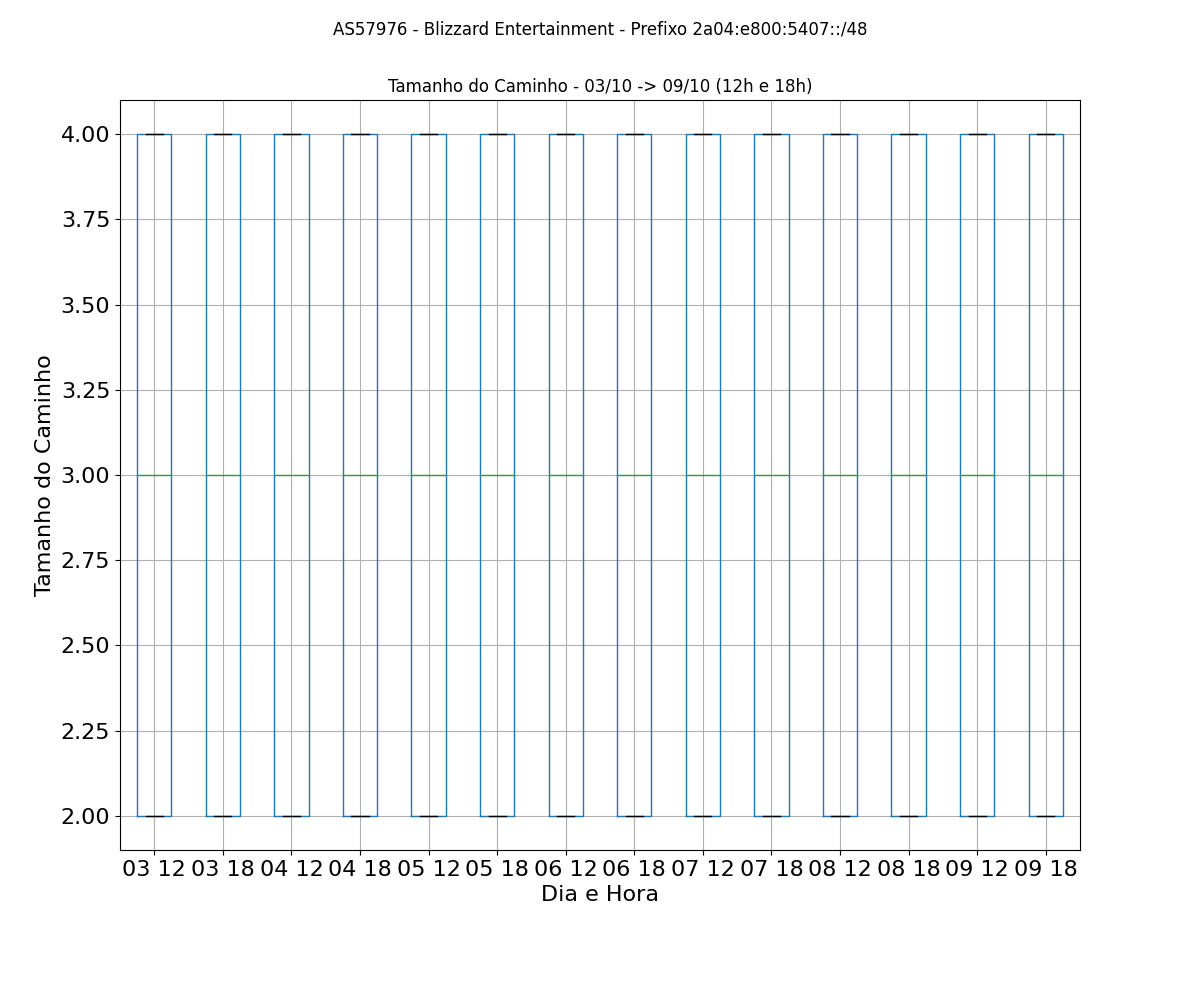 AS57976 - Blizzard Entertainment - Prefixo 2a04:e800:5407::/48
Tamanho do Caminho - 03/10 -> 09/10 (12h e 18h)
4.00
3.75
3.50
3.25
3.00
2.75
2.50
2.25
2.00
Tamanho do Caminho
03 12 03 18 04 12 04 18 05 12 05 18 06 12 06 18 07 12 07 18 08 12 08 18 09 12 09 18
Dia e Hora